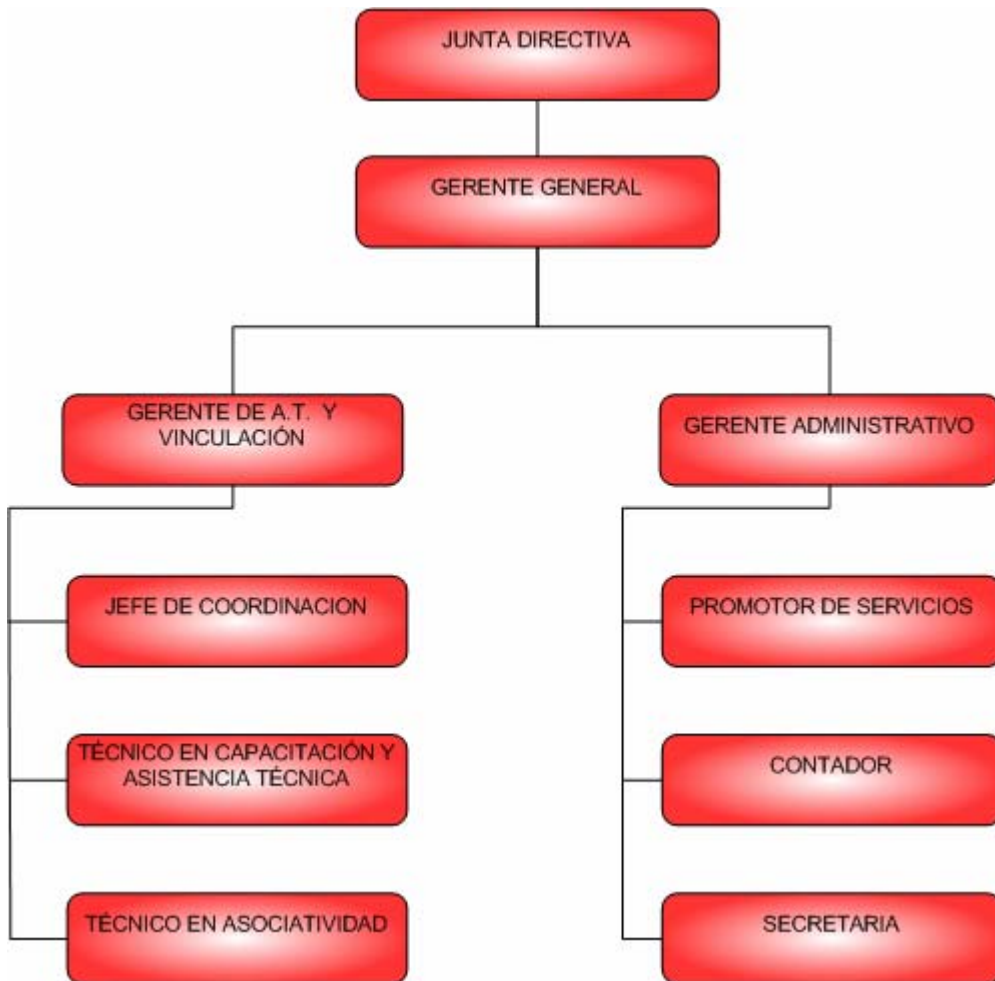 JUNTA DIRECTIVA
GERENTE GENERAL
GERENTE DE A.T. Y
VINCULACIÓN
GERENTE ADMINISTRATIVO
JEFE DE COORDINACION
PROMOTOR DE SERVICIOS
TÉCNICO EN CAPACITACIÓN Y
ASISTENCIA TÉCNICA
CONTADOR
TÉCNICO EN ASOCIATIVIDAD
SECRETARIA